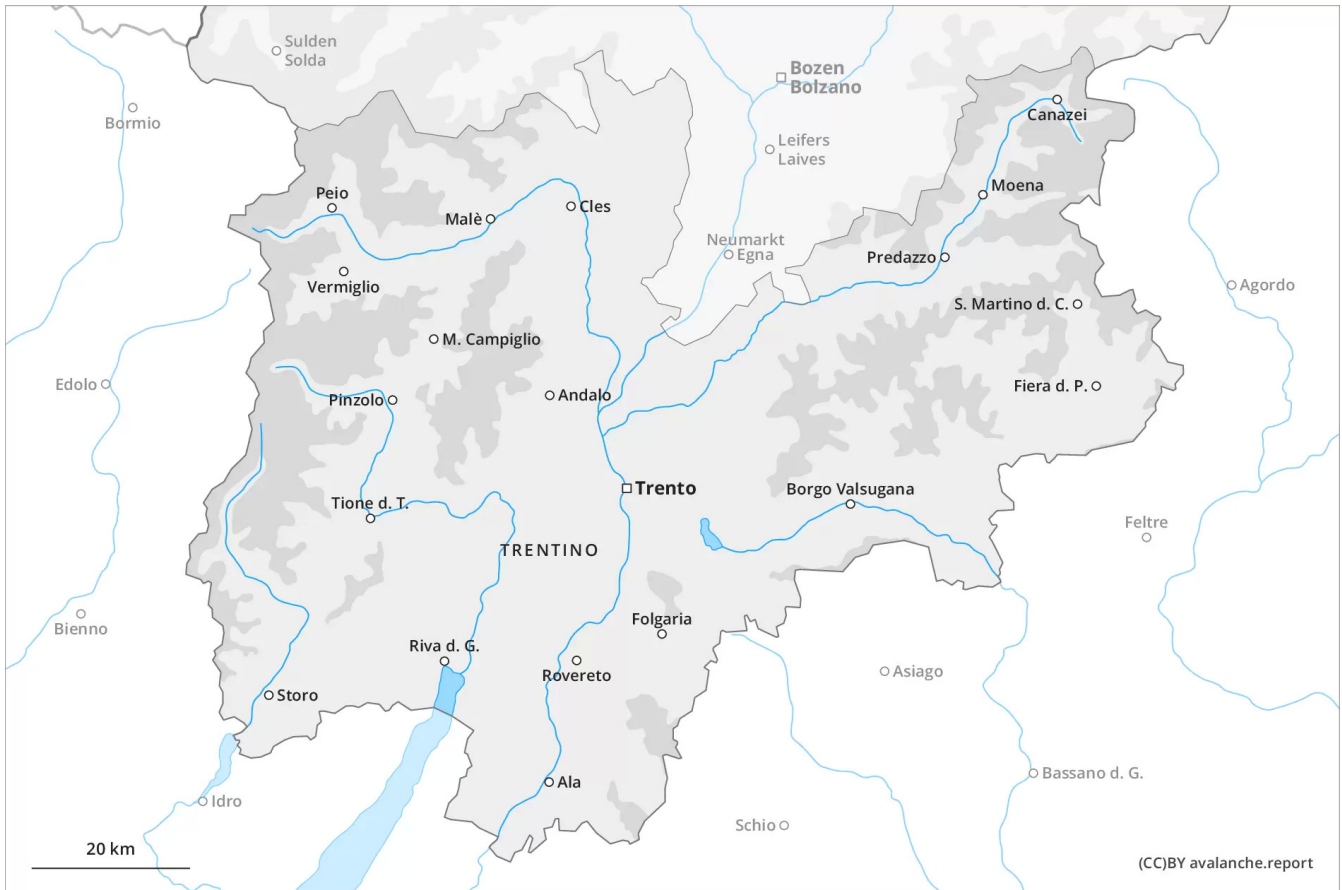 Sulden
Solda
Bozen
Bolzano
Bormio
Canazei
Leifers
Laives
Moena
Peio
Cles
Malè
Neumarkt
Egna
Predazzo
Vermiglio
Agordo
S. Martino d. C.
M. Campiglio
Edolo
Fiera d. P.
Andalo
Pinzolo
Trento
Borgo Valsugana
Tione d. T.
Feltre
TRENTINO
Folgaria
Bienno
Riva d. G.
Rovereto
Asiago
Storo
Bassano d. G.
Ala
Idro
Schio
20 km
(CC)BY avalanche.report